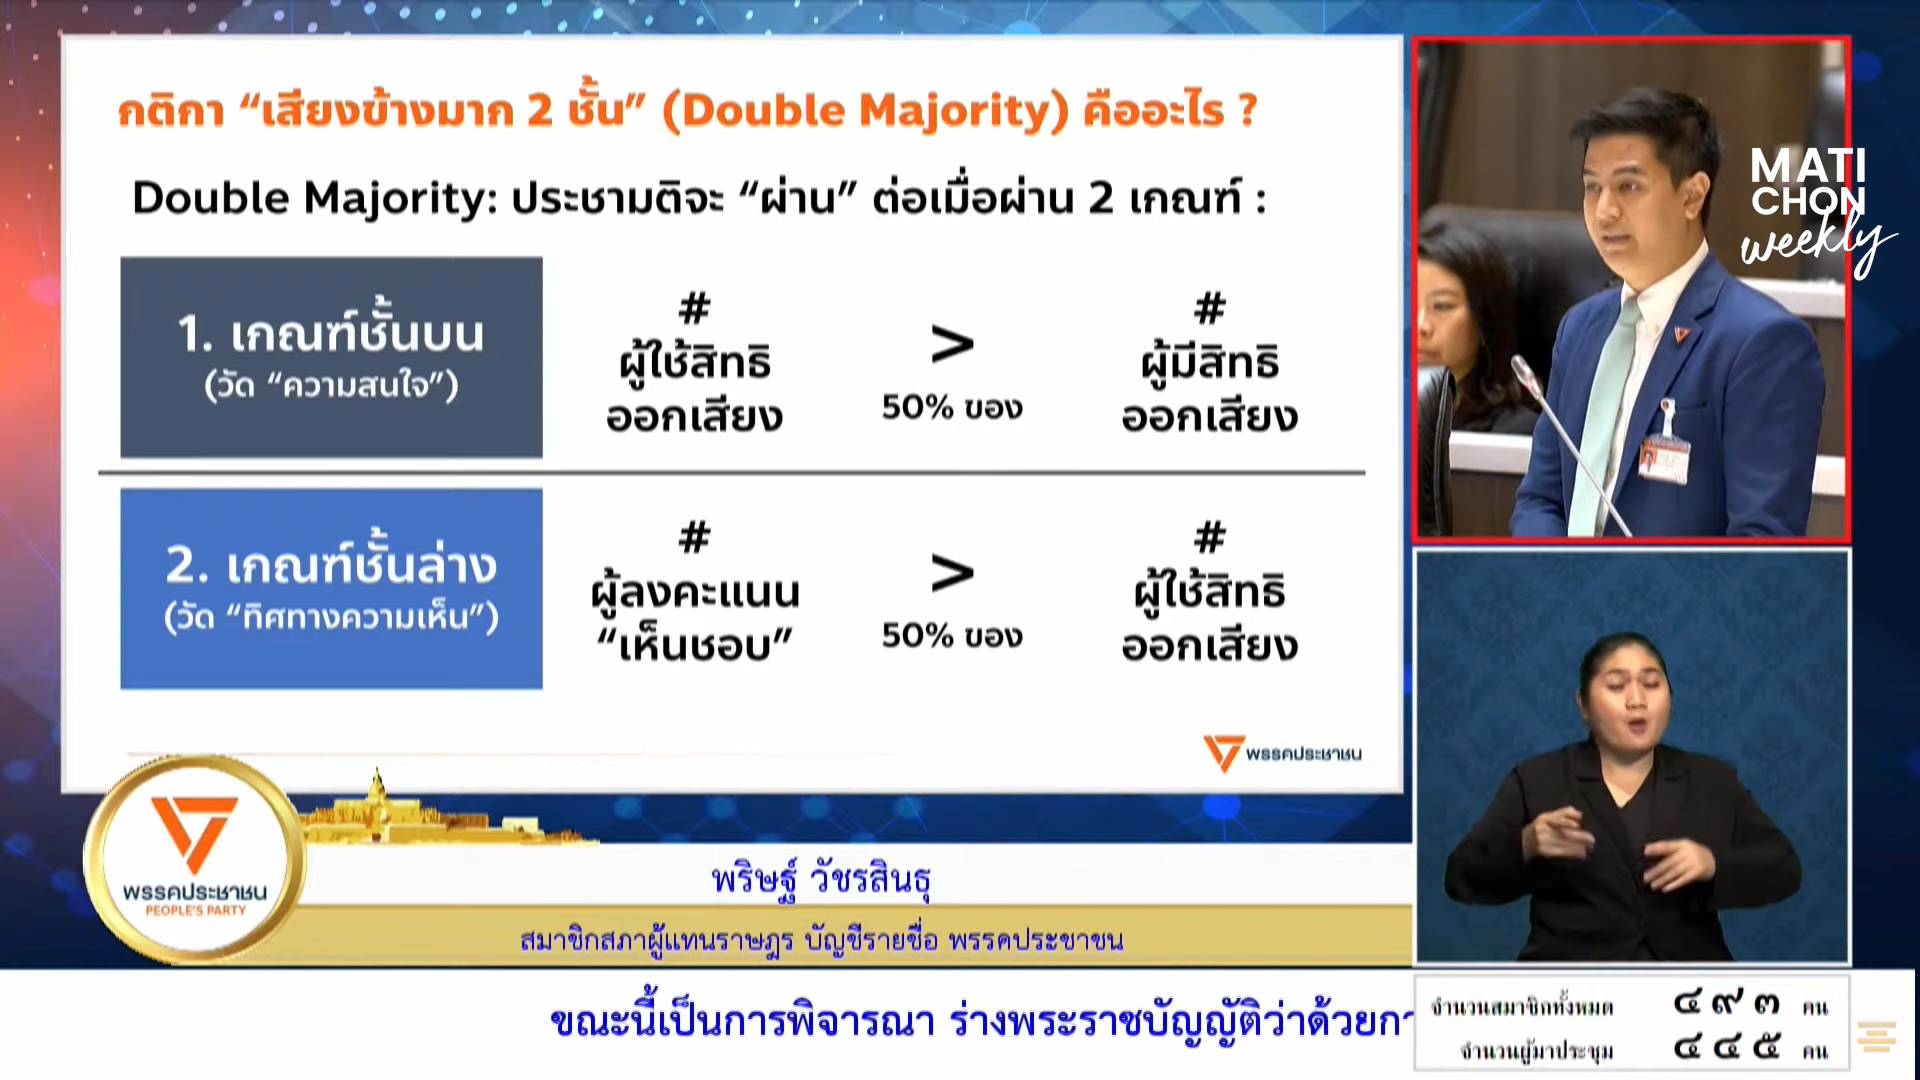 กติกา “เสียงข้างมาก 2 ชั้น” (Double Majority) คืออะไร ?
Double Majority: ประชามติจะ “ผ่าน” ต่อเมื่อผ่าน 2 เกณฑ์ :
1. เกณฑ์ชั้นบน
(วัด “ความสนใจ”)
#
ผู้ใช้สิทธิ
ออกเสียง
>
50% ของ
#
ผู้มีสิทธิ
ออกเสียง
2. เกณฑ์ชั้นล่าง
(วัด “ทิศทางความเห็น”)
#
ผู้ลงคะแนน
“เห็นชอบ”
>
50% ของ
#
ผู้ใช้สิทธิ
ออกเสียง
พรรคประชาชน
MATI
CHON
weekly
พรรคประชาชน
PEOPLE'S PARTY
พริษฐ์ วัชรสินธุ
สมาชิกสภาผู้แทนราษฎร บัญชีรายชื่อ พรรคประชาชน
ขณะนี้เป็นการพิจารณา ร่างพระราชบัญญัติว่าด้วยกา
จำนวนสมาชิกทั้งหมด ๔๙๓ คน
จำนวนผู้มาประชุม ๔๔๕ คน